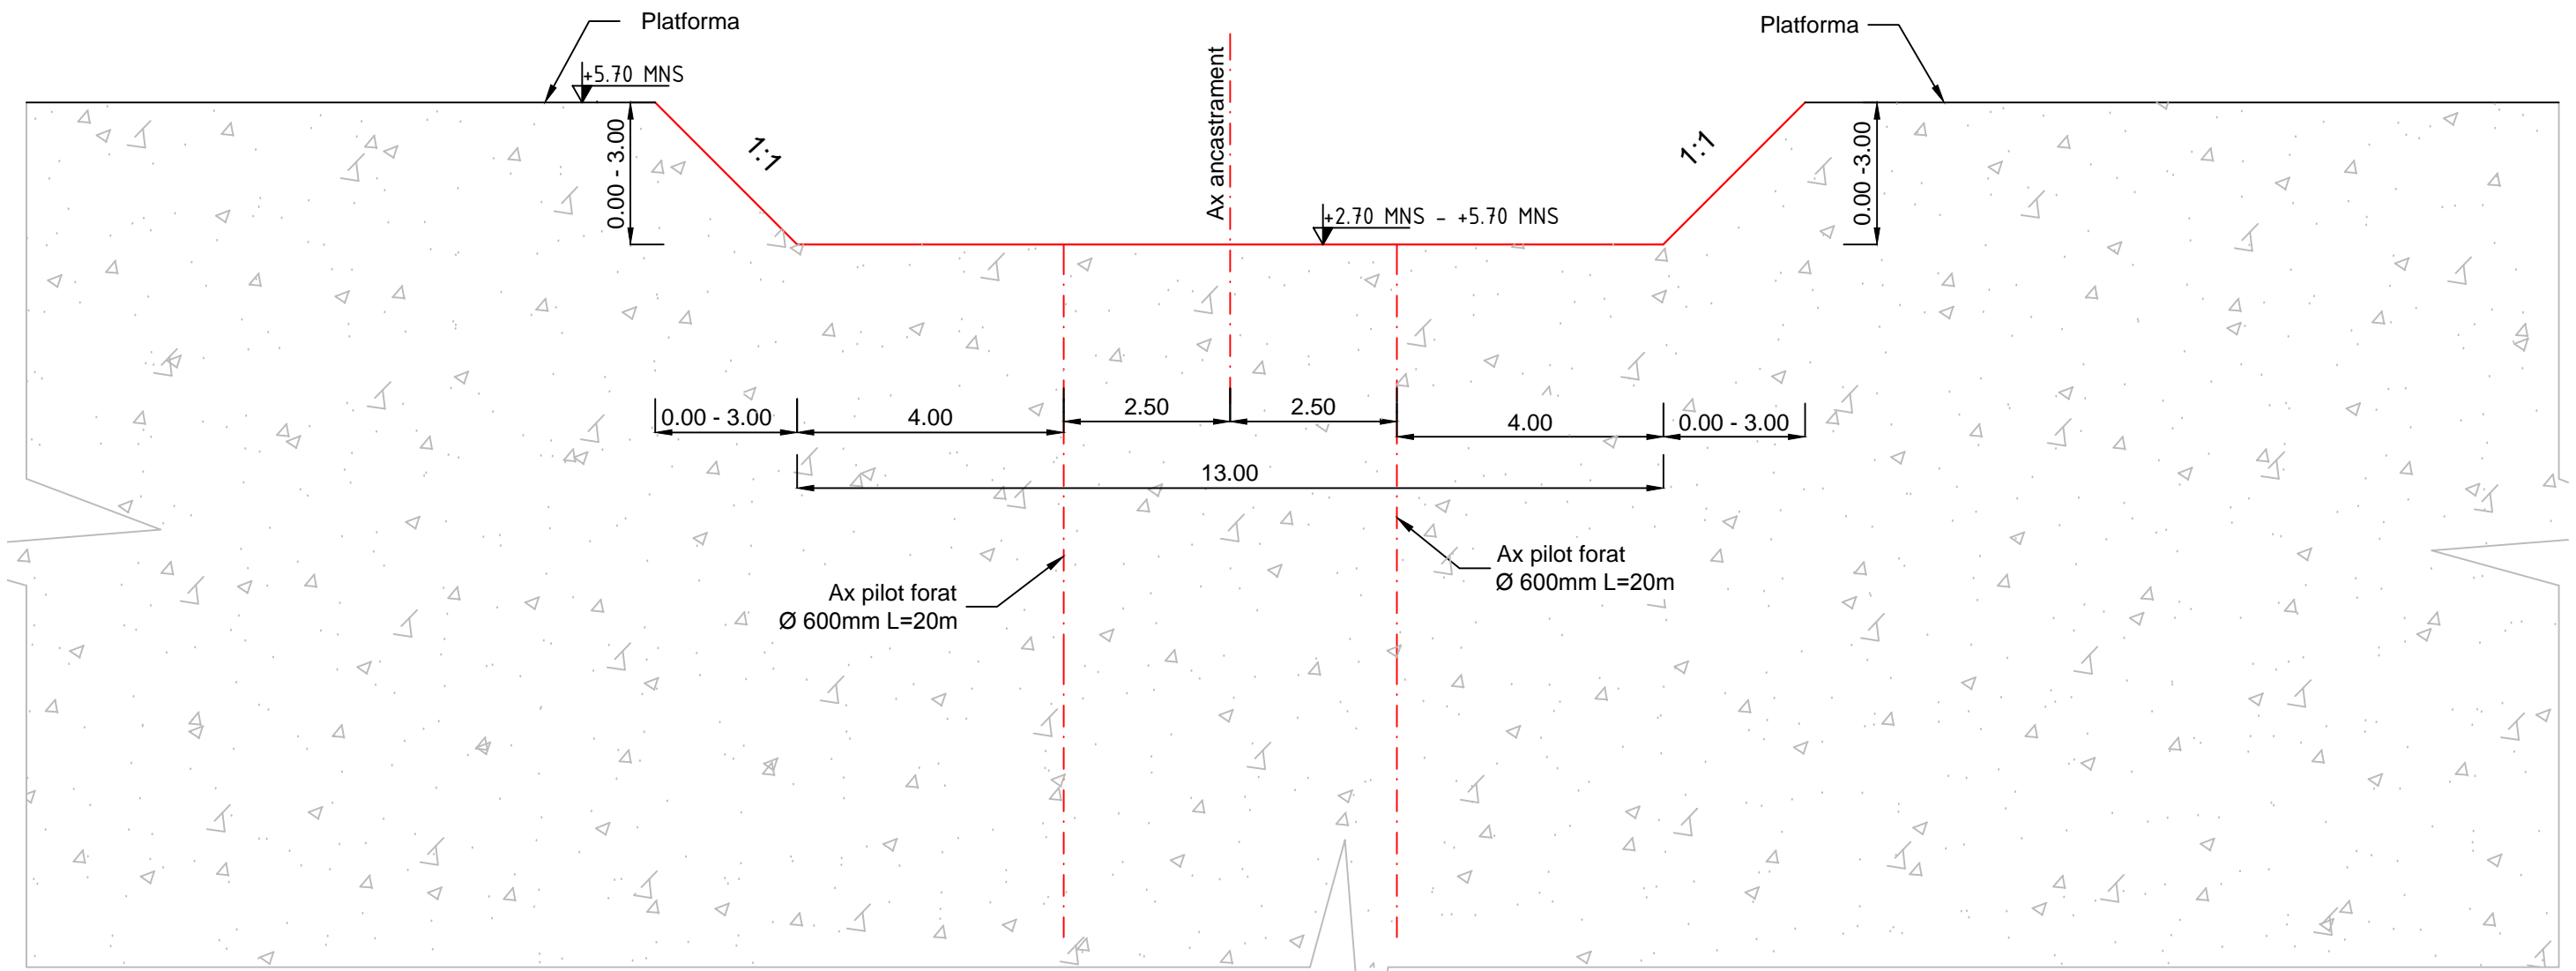 Platforma
Platforma
+5.70 MNS
Ax ancastrament
0.00 - 3.00
1:1
1:1
0.00 -3.00
+2.70 MNS - +5.70 MNS
0.00 - 3.00
4.00
2.50
2.50
4.00
0.00 - 3.00
13.00
Ax pilot forat
Ø 600mm L=20m
Ax pilot forat
Ø 600mm L=20m